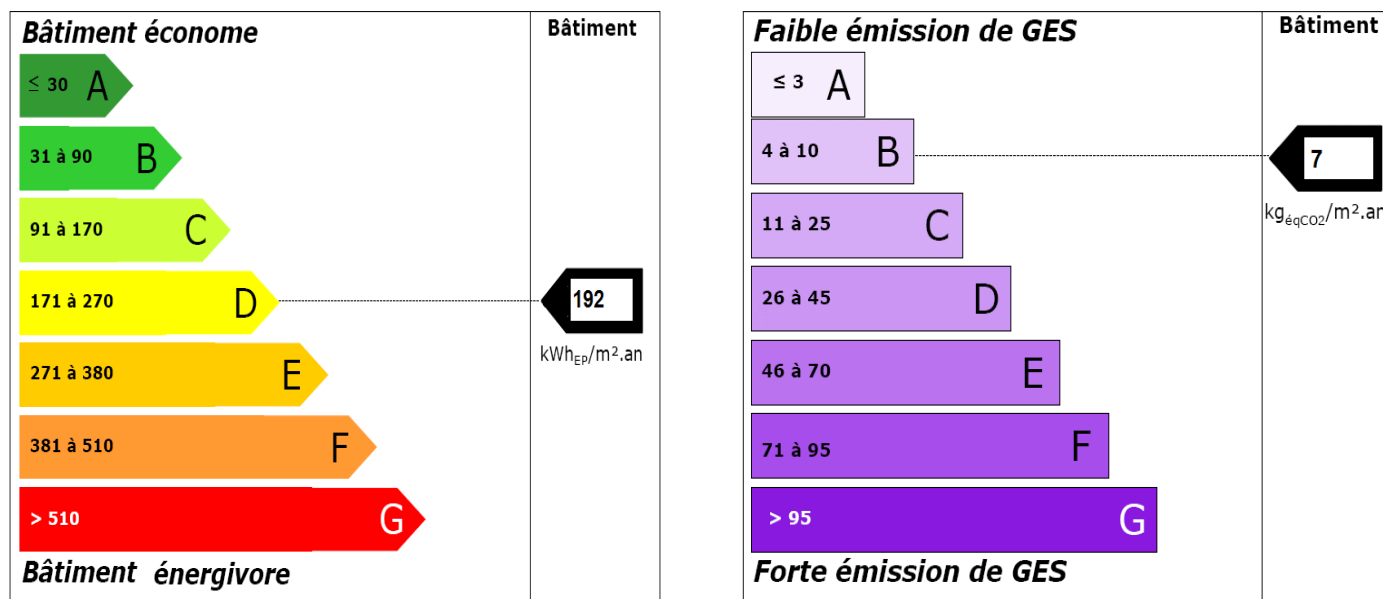 Bâtiment économe
Bâtiment
≤ 30 A
31 à 90 B
91 à 170 C
171 à 270 D
192
kWhEP/m².an
271 à 380 E
381 à 510 F
> 510 G
Bâtiment énergivore
Faible émission de GES
Bâtiment
≤ 3 A
4 à 10 B
7
kgéqCO2/m².an
11 à 25 C
26 à 45 D
46 à 70 E
71 à 95 F
> 95 G
Forte émission de GES